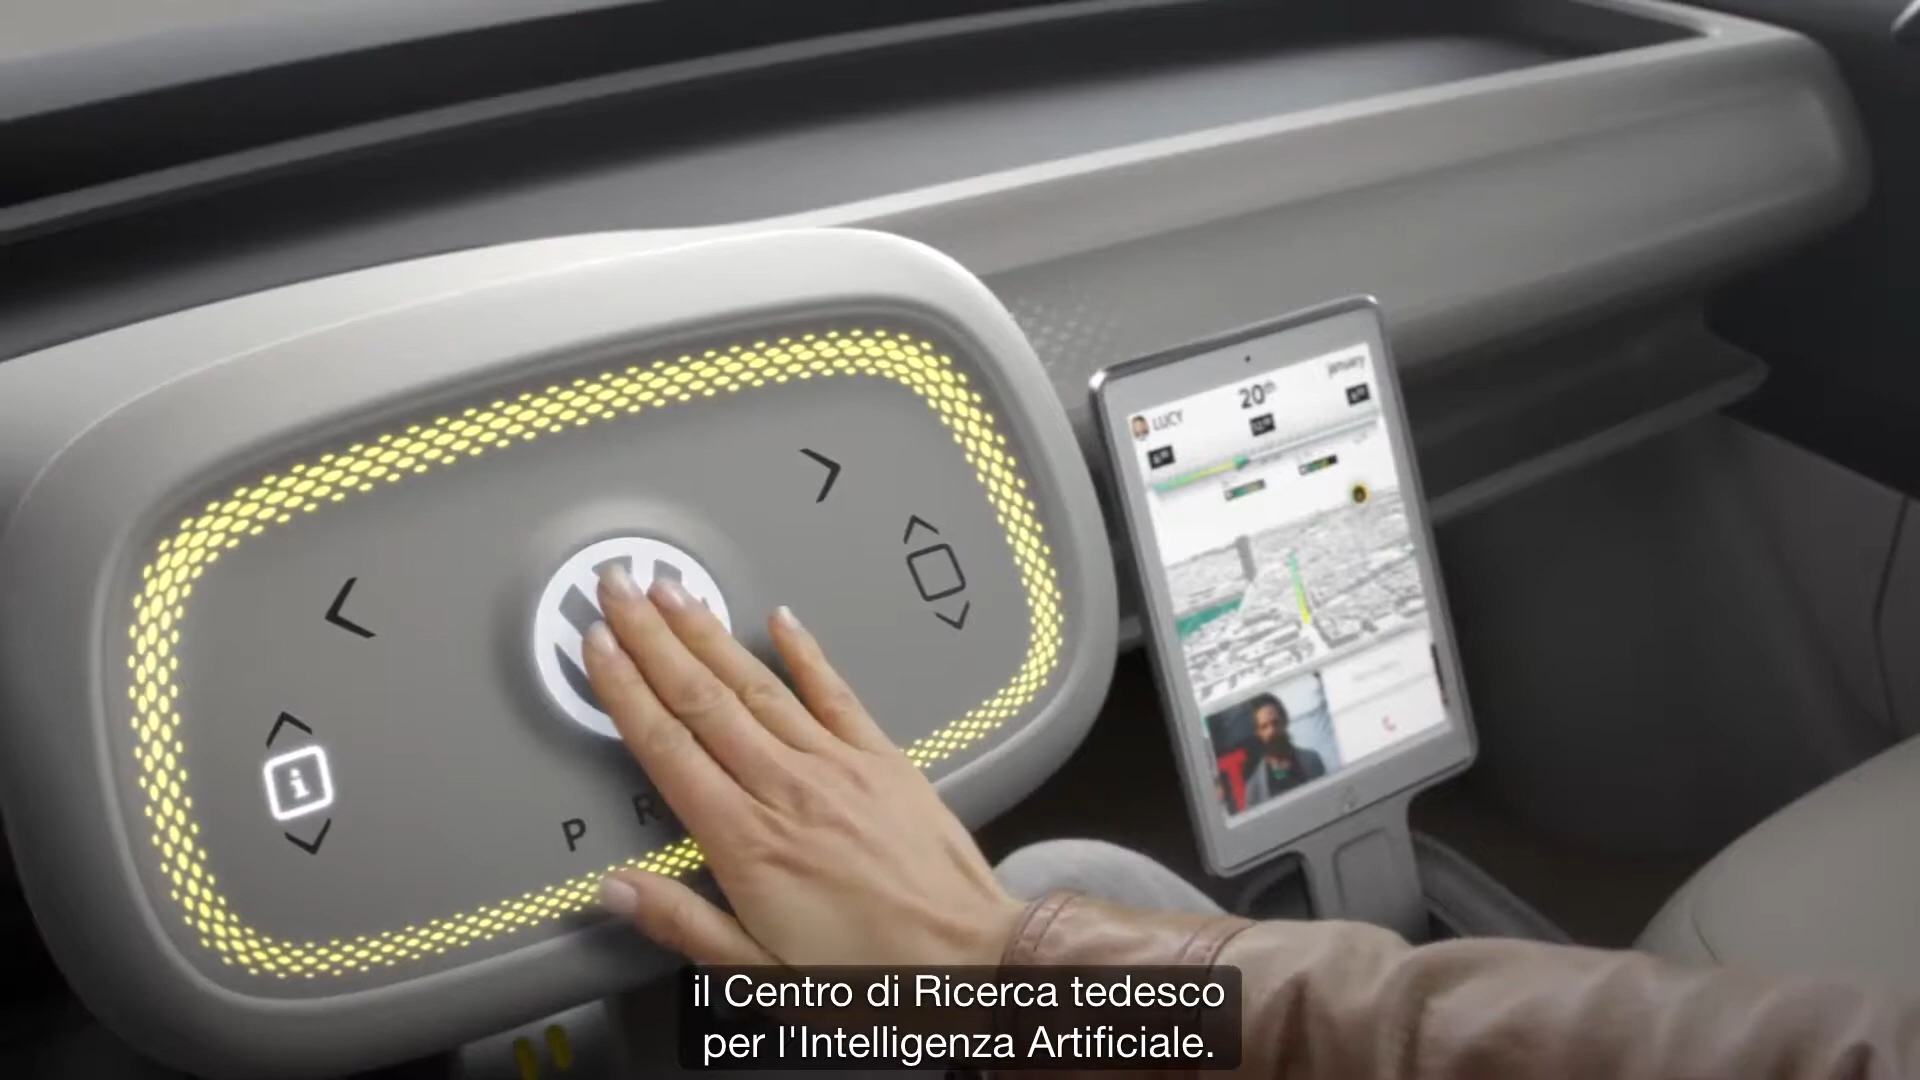 20th
january
LUCY
i
P
R
il Centro di Ricerca tedesco
per l'Intelligenza Artificiale.